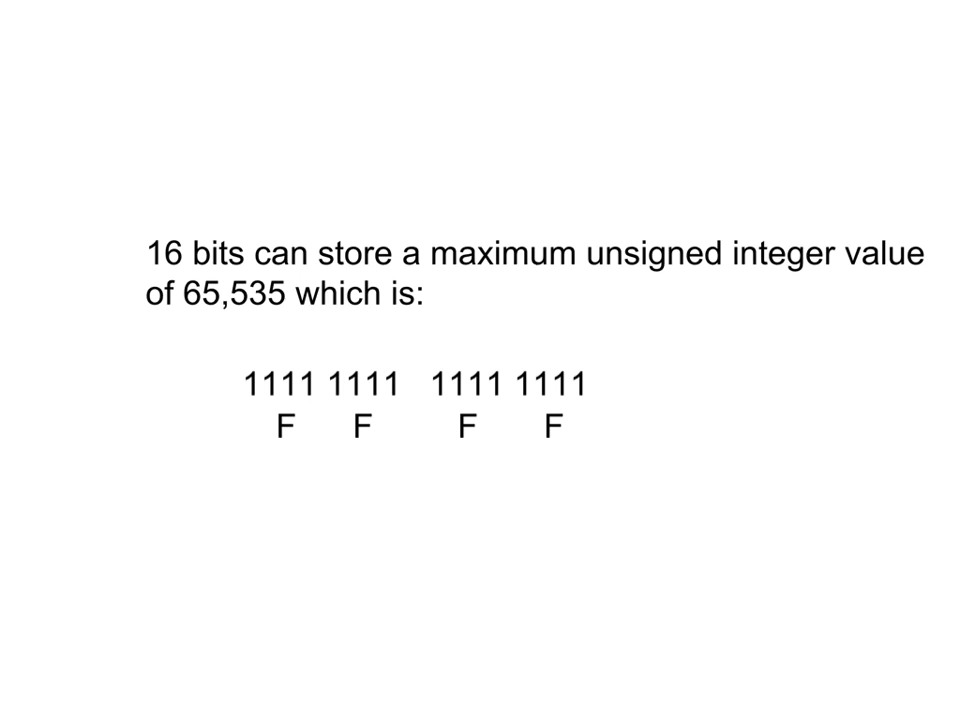 16 bits can store a maximum unsigned integer value
of 65,535 which is:
1111 1111 1111 1111
F F F F